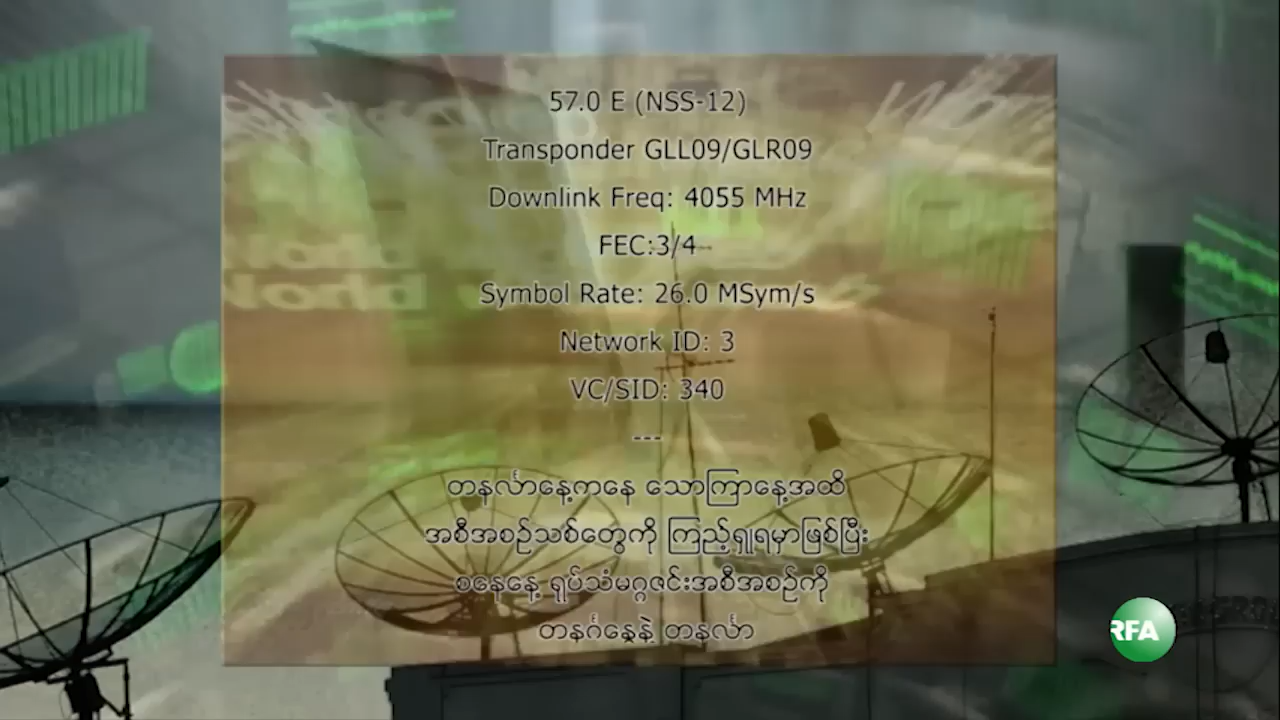 57.0 E (NSS-12)
Transponder GLL09/GLR09
Downlink Freq: 4055 MHz
FEC:3/4
Symbol Rate: 26.0 MSym/s
Network ID: 3
VC/SID: 340
---
တနင်္လာနေ့ကနေ သောကြာနေ့အထိ
အစီအစဉ်သစ်တွေကို ကြည့်ရှုရမှာဖြစ်ပြီး
စနေနေ့ ရုပ်သံမဂ္ဂဇင်းအစီအစဉ်ကို
တနင်္ဂနွေနဲ့ တနင်္လာ
World
World
RFA